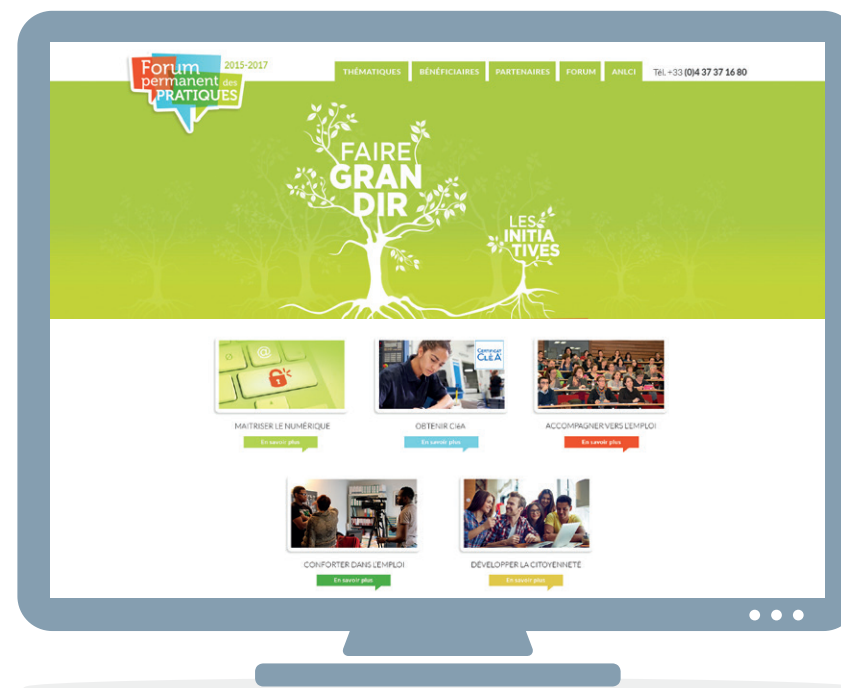 Forum
permanent des
PRATIQUES
2015-2017
THÉMATIQUES BÉNÉFICIAIRES PARTENAIRES FORUM ANLCI Tél. +33 (0)4 37 37 16 80
FAIRE
GRAN
DIR
LES
INITIA
TIVES
@
CERTIFICAT
CLÉA
MAITRISER LE NUMÉRIQUE OBTENIR CléA ACCOMPAGNER VERS L'EMPLOI
En savoir plus En savoir plus En savoir plus
CONFORTER DANS L'EMPLOI DÉVELOPPER LA CITOYENNETÉ
En savoir plus En savoir plus